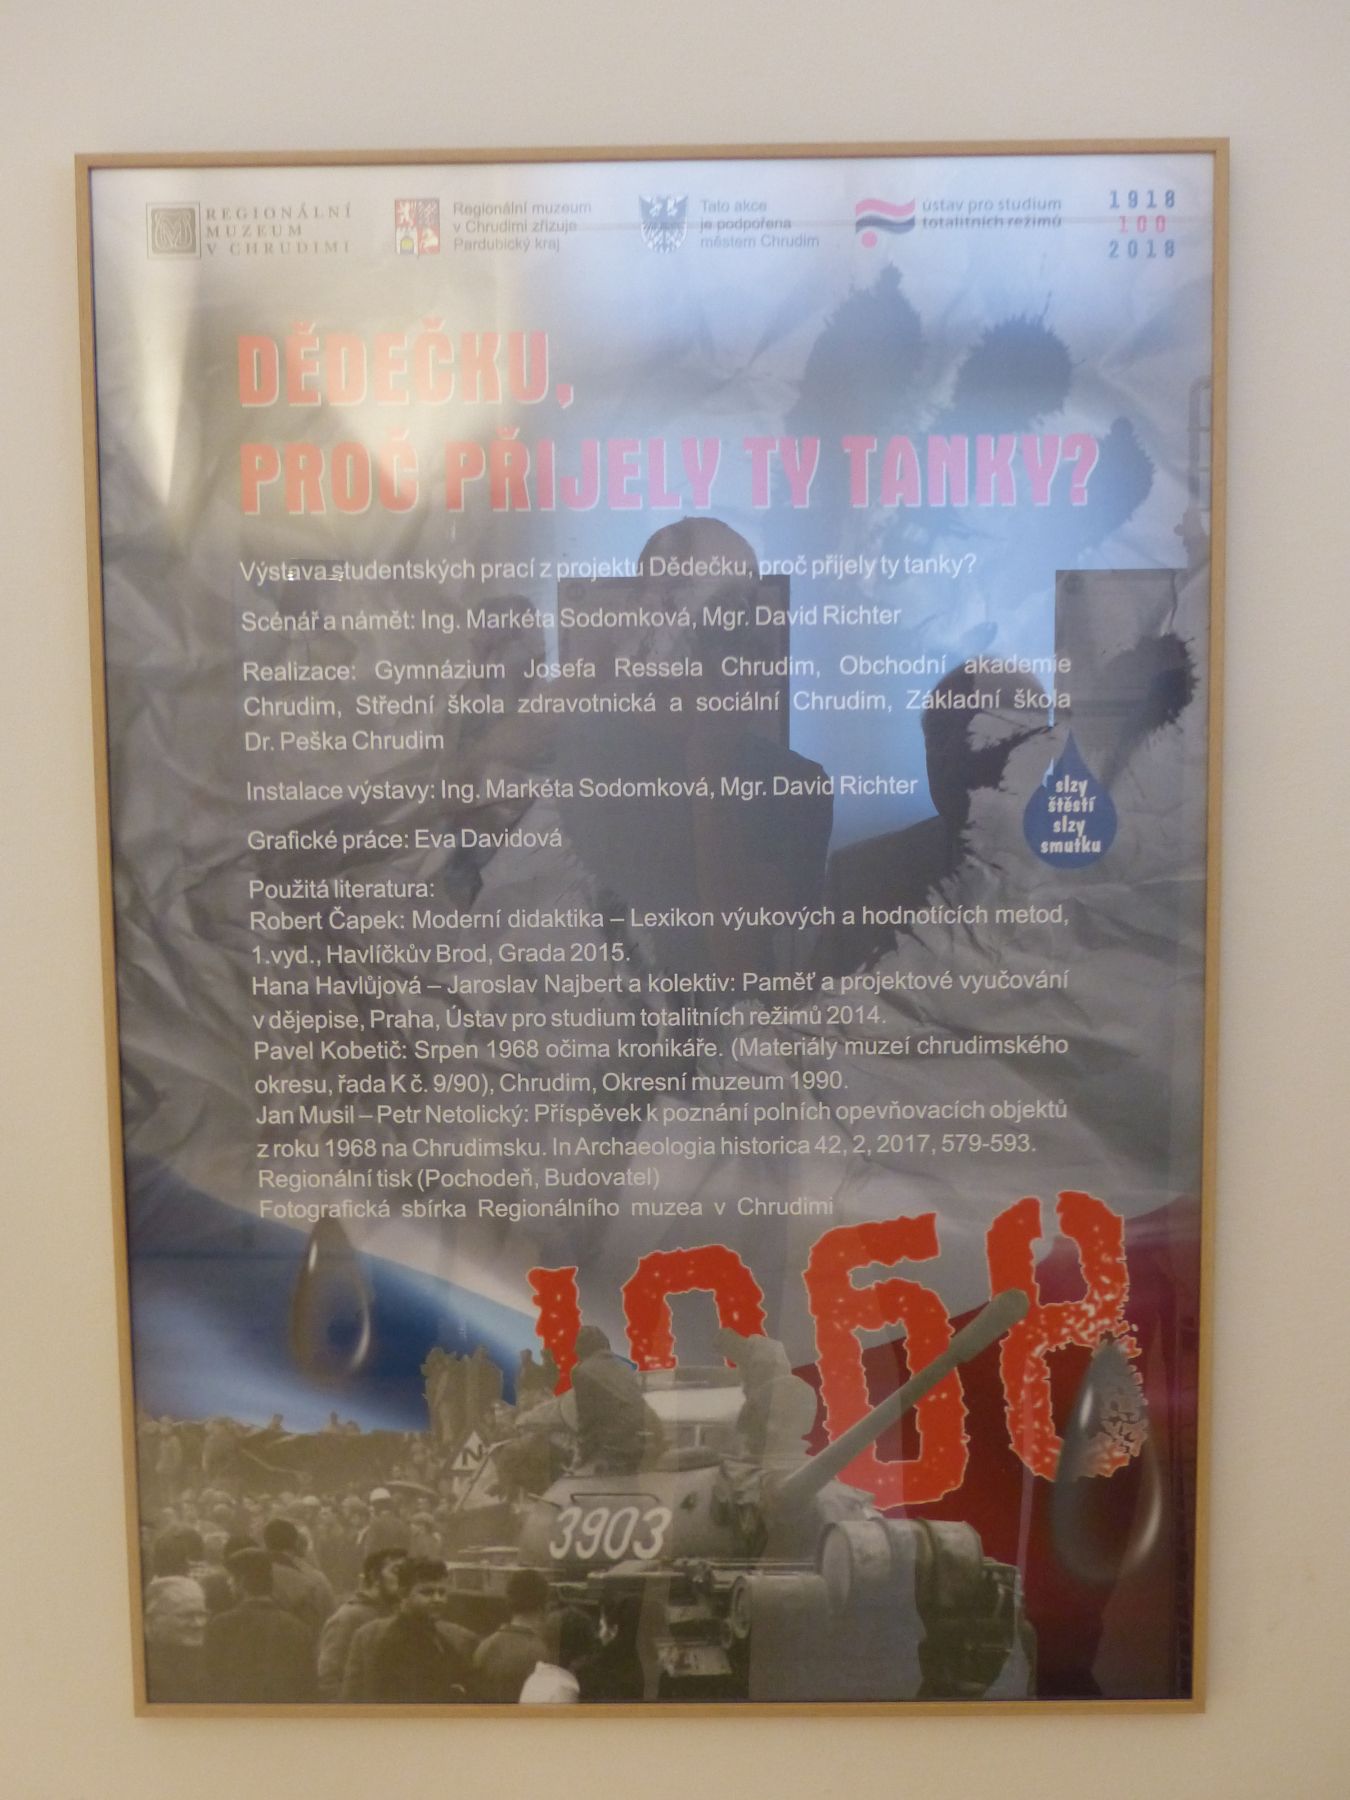 REGIONÁLNÍ
MUZEUM
V CHRUDIMI
Regionální muzeum
v Chrudimi zřizuje
Pardubický kraj
Tato akce
je podpořena
městem Chrudim
ústav pro studium
totalitních režimů
1918
100
2018
DĚDEČKU,
PROČ PŘIJELY TY TANKY?
Výstava studentských prací z projektu Dědečku, proč přijely ty tanky?
Scénář a námět: Ing. Markéta Sodomková, Mgr. David Richter
Realizace: Gymnázium Josefa Ressela Chrudim, Obchodní akademie
Chrudim, Střední škola zdravotnická a sociální Chrudim, Základní škola
Dr. Peška Chrudim
Instalace výstavy: Ing. Markéta Sodomková, Mgr. David Richter
slzy
štěstí
slzy
smutku
Grafické práce: Eva Davidová
Použitá literatura:
Robert Čapek: Moderní didaktika – Lexikon výukových a hodnotících metod,
1.vyd., Havlíčkův Brod, Grada 2015.
Hana Havlůjová – Jaroslav Najbert a kolektiv: Paměť a projektové vyučování
v dějepise, Praha, Ústav pro studium totalitních režimů 2014.
Pavel Kobetič: Srpen 1968 očima kronikáře. (Materiály muzeí chrudimského
okresu, řada K č. 9/90), Chrudim, Okresní muzeum 1990.
Jan Musil – Petr Netolický: Příspěvek k poznání polních opevňovacích objektů
z roku 1968 na Chrudimsku. In Archaeologia historica 42, 2, 2017, 579-593.
Regionální tisk (Pochodeň, Budovatel)
Fotografická sbírka Regionálního muzea v Chrudimi
1968
3903